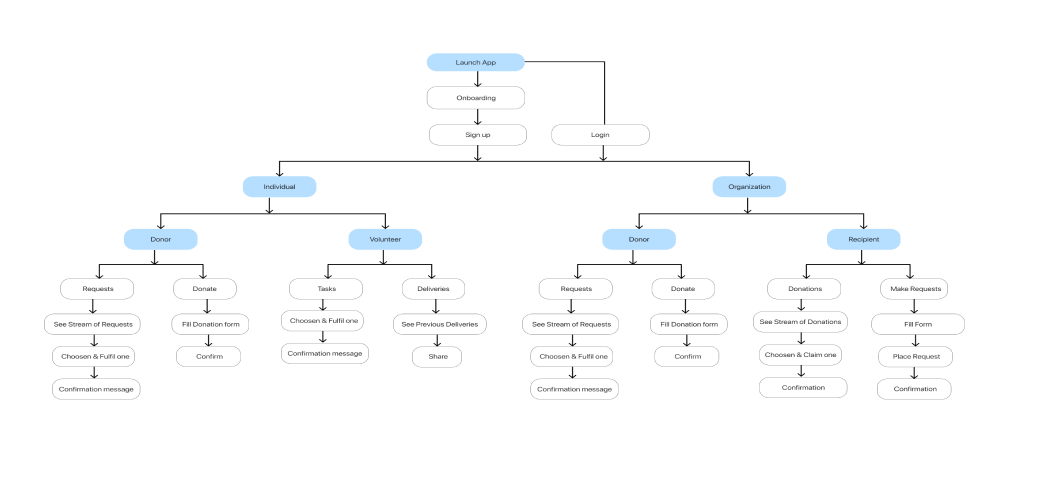 Launch App
Onboarding
Sign up
Login
Individual
Organization
Donor
Volunteer
Donor
Recipient
Requests
Donate
Tasks
Deliveries
Requests
Donate
Donations
Make Requests
See Stream of Requests
Fill Donation form
Choosen & Fulfil one
See Previous Deliveries
See Stream of Requests
Fill Donation form
See Stream of Donations
Fill Form
Choosen & Fulfil one
Confirm
Confirmation message
Share
Choosen & Fulfil one
Confirm
Choosen & Claim one
Place Request
Confirmation message
Confirmation message
Confirmation
Confirmation